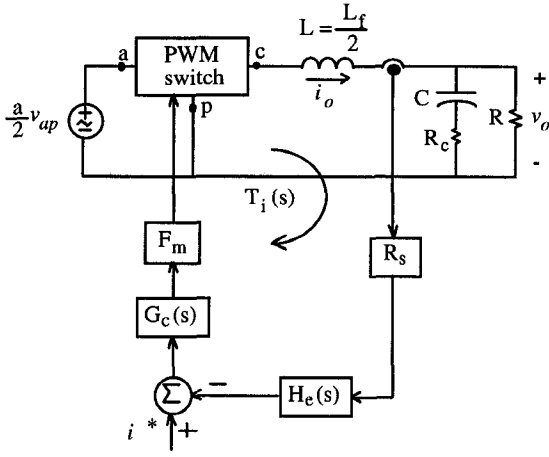 L = L_f/2
a
PWM
switch
c
i_o
a/2 v_ap
p
C
R_c
R
+
v_o
-
T_i(s)
F_m
R_s
G_c(s)
Σ
−
H_e(s)
i*
+